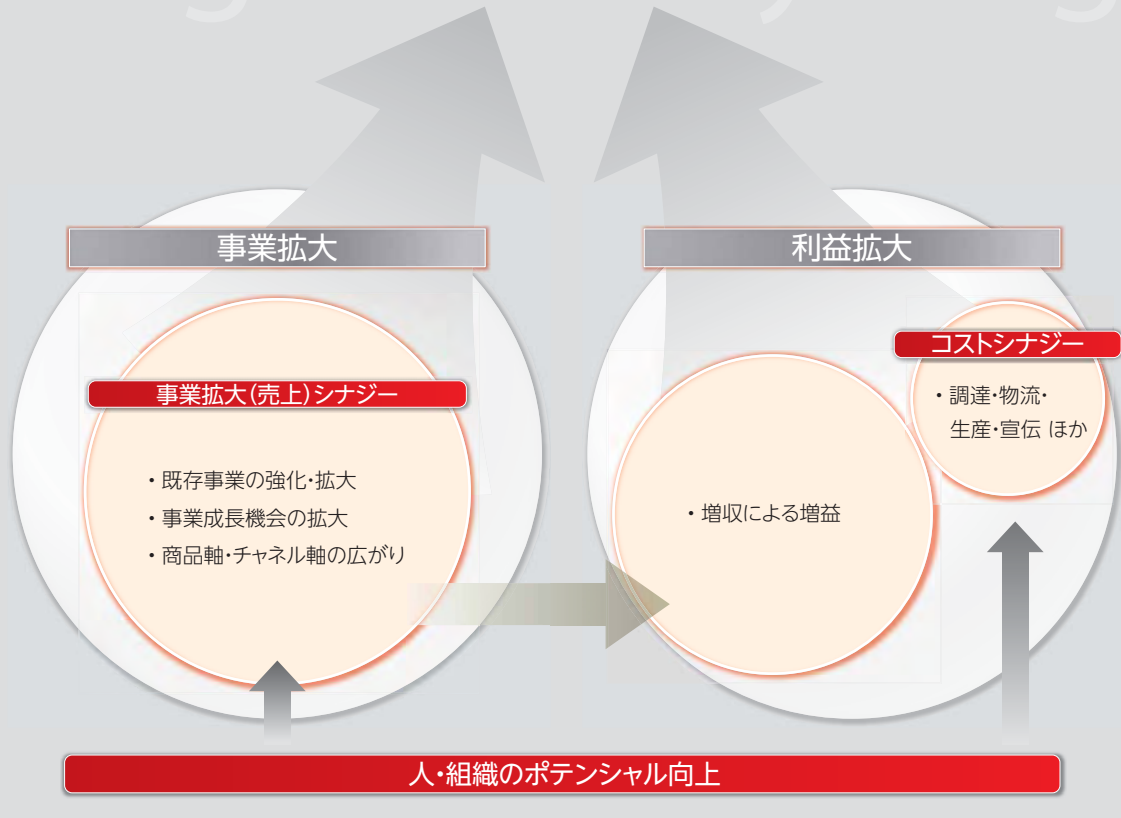 事業拡大
事業拡大(売上)シナジー
・既存事業の強化・拡大
・事業成長機会の拡大
・商品軸・チャネル軸の広がり
利益拡大
・増収による増益
コストシナジー
・調達・物流・
生産・宣伝 ほか
人・組織のポテンシャル向上